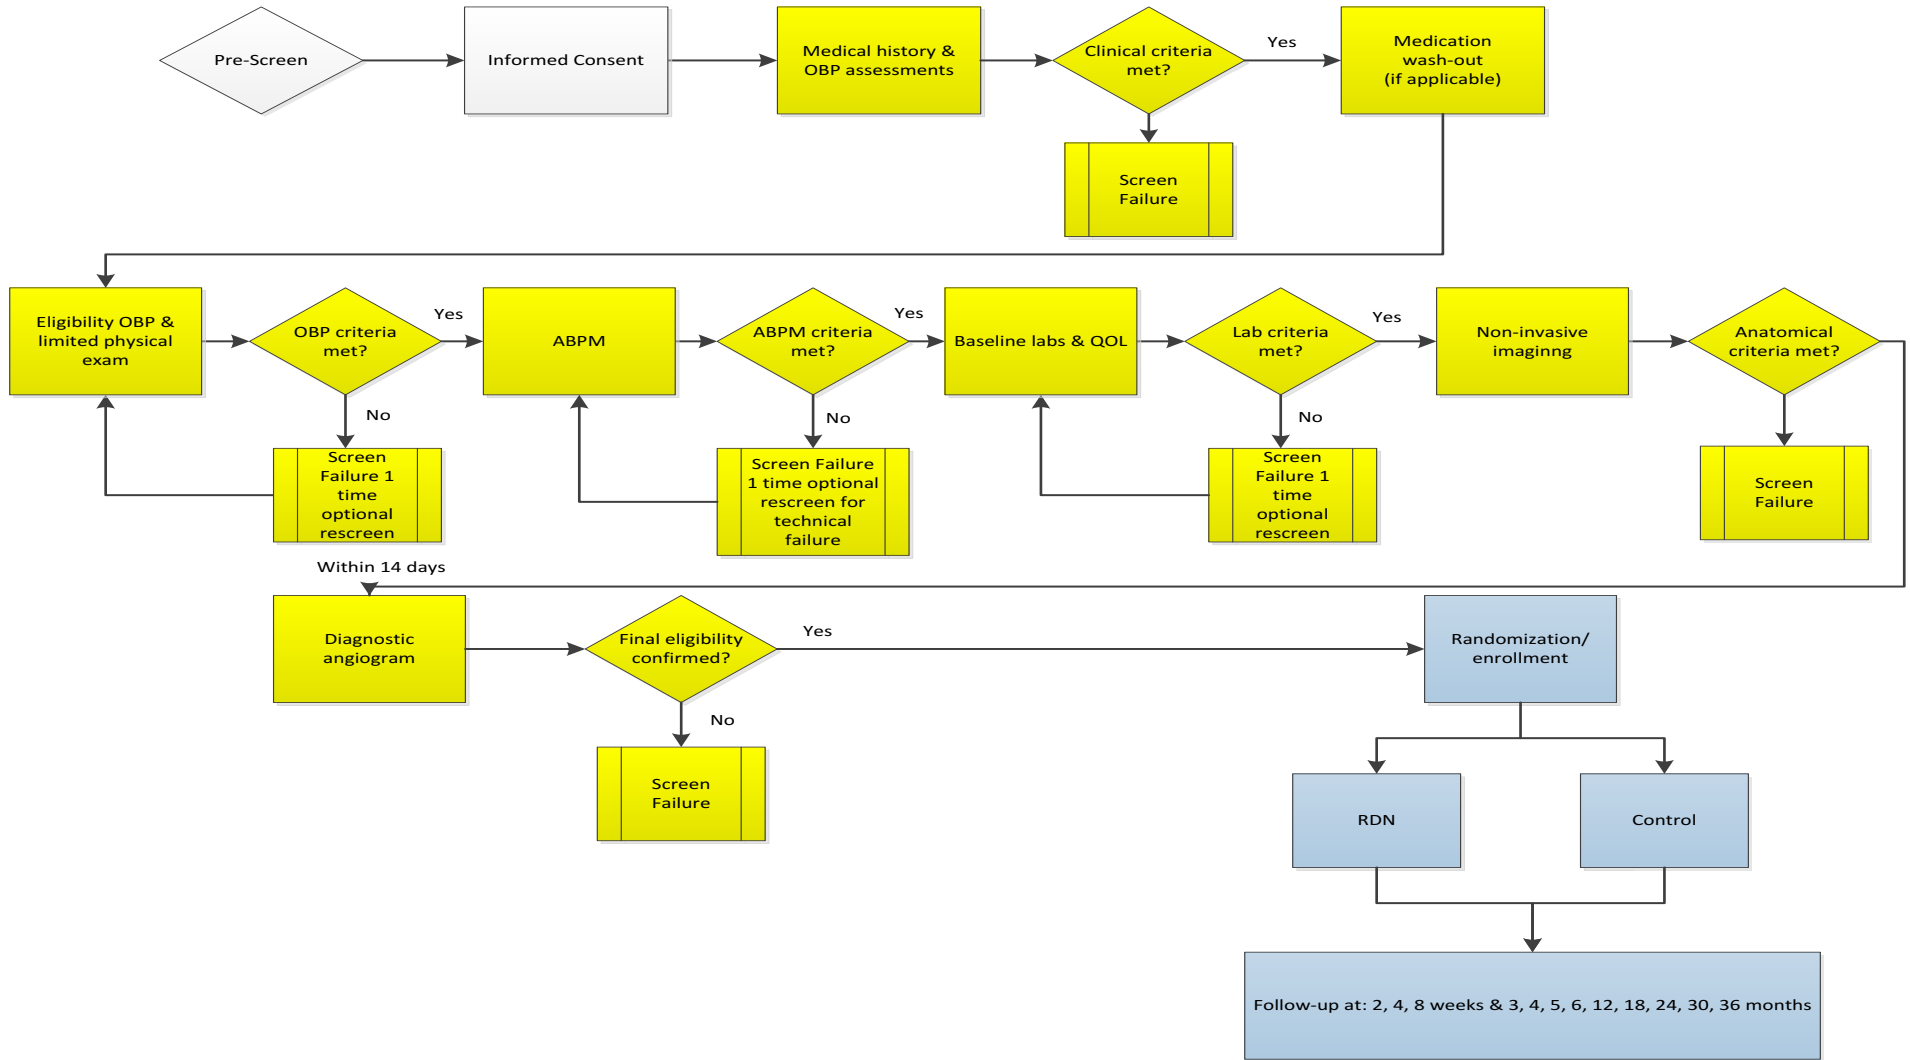 Pre-Screen
Informed Consent
Medical history &
OBP assessments
Clinical criteria
met?
Yes
Medication
wash-out
(if applicable)
Screen
Failure
Eligibility OBP &
limited physical
exam
OBP criteria
met?
Yes
ABPM
ABPM criteria
met?
Yes
Baseline labs & QOL
Lab criteria
met?
Yes
Non-invasive
imaginng
Anatomical
criteria met?
No
Screen
Failure 1
time
optional
rescreen
No
Screen Failure
1 time optional
rescreen for
technical
failure
No
Screen
Failure 1
time
optional
rescreen
Screen
Failure
Within 14 days
Diagnostic
angiogram
Final eligibility
confirmed?
Yes
Randomization/
enrollment
No
Screen
Failure
RDN
Control
Follow-up at: 2, 4, 8 weeks & 3, 4, 5, 6, 12, 18, 24, 30, 36 months